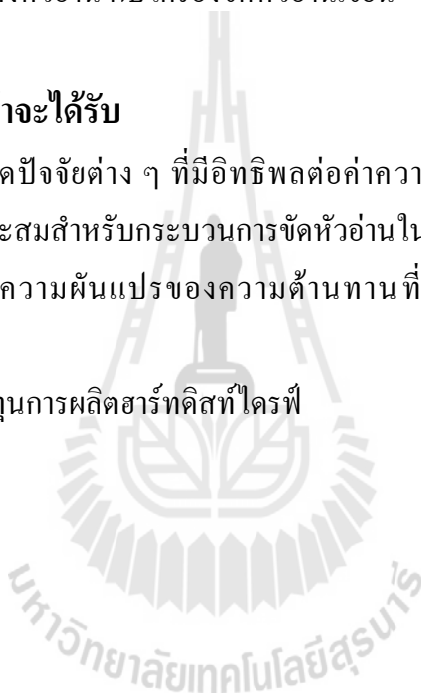 าจะได้รับ
ดปัจจัยต่าง ๆ ที่มีอิทธิพลต่อค่าควา
ะสมสำหรับกระบวนการขัดหัวอ่านใน
ความผันแปรของความต้านทานที่
ทุนการผลิตฮาร์ทดิสท์ไดรฟ์
มหาวิทยาลัยเทคโนโลยีสุรนารี